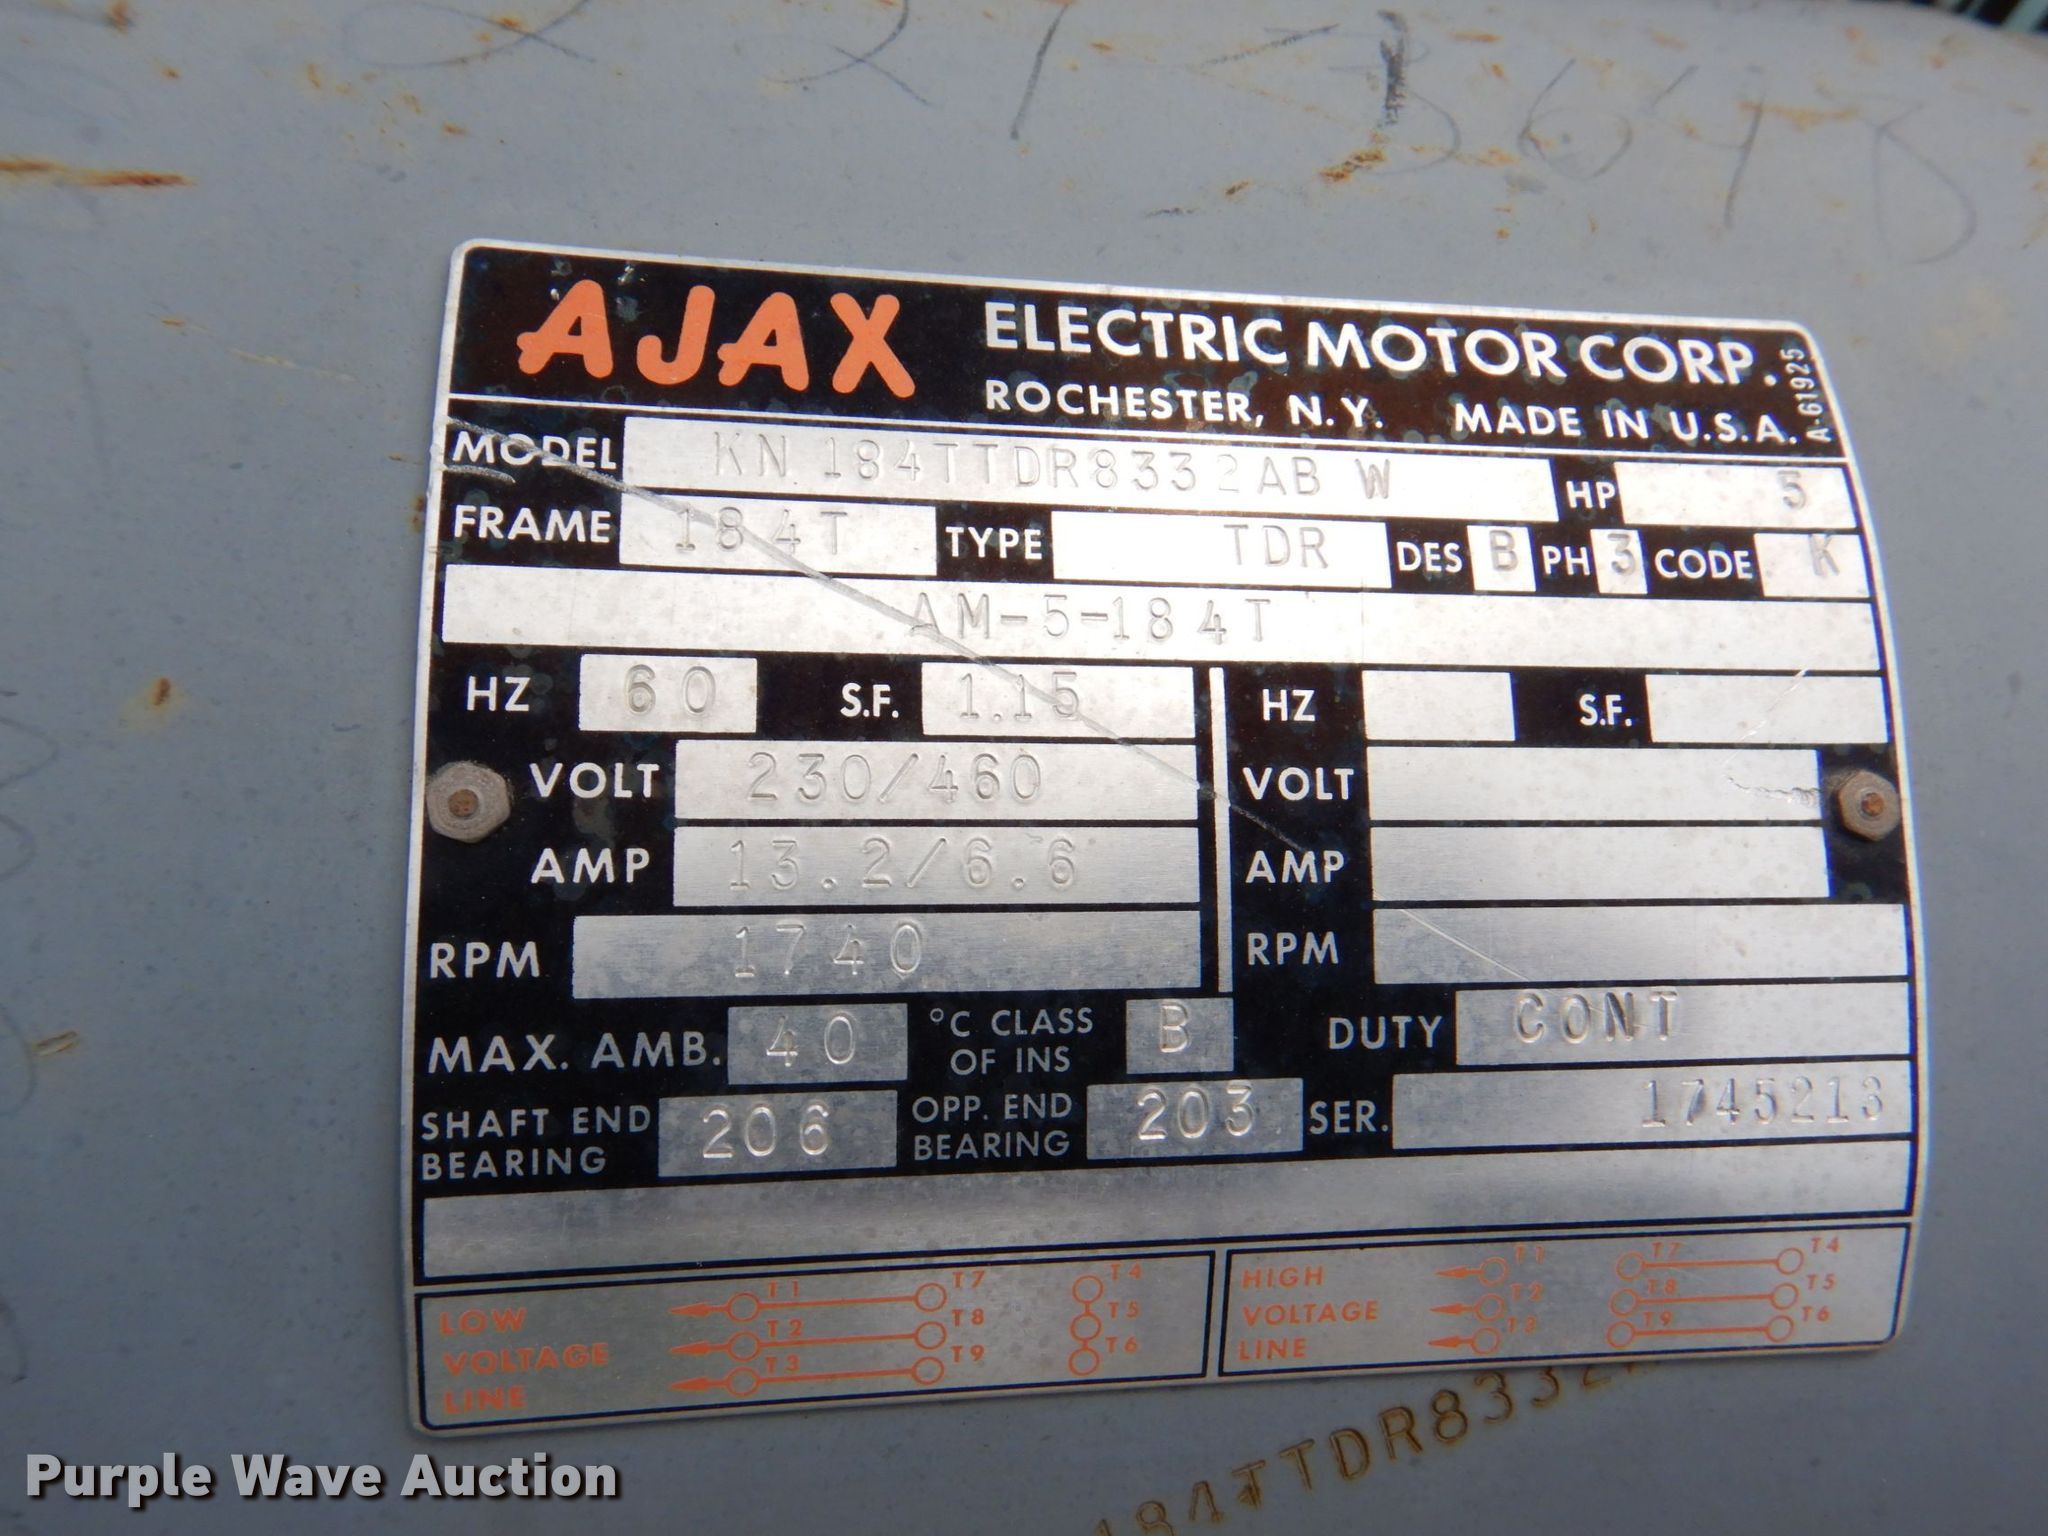 AJAX ELECTRIC MOTOR CORP.
ROCHESTER, N.Y. MADE IN U.S.A.
A-61925
MODEL KN 184TTDR8332AB W HP 5
FRAME 184T TYPE TDR DES B PH 3 CODE K
AM-5-184T
HZ 60 S.F. 1.15 HZ S.F.
VOLT 230/460 VOLT
AMP 13.2/6.6 AMP
RPM 1740 RPM
MAX. AMB. 40 °C CLASS OF INS B DUTY CONT
SHAFT END BEARING 206 OPP. END BEARING 203 SER. 1745213
LOW VOLTAGE LINE T1 T7 T4
T2 T8 T5
T3 T9 T6
HIGH VOLTAGE LINE T1 T7 T4
T2 T8 T5
T3 T9 T6
184TTDR8332
Purple Wave Auction